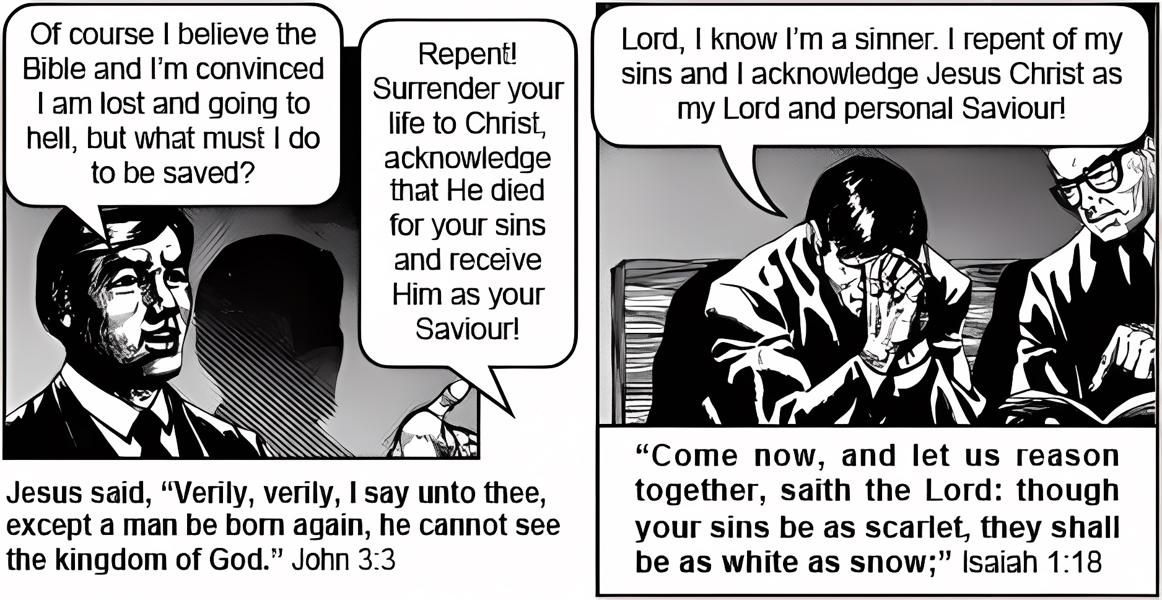 Of course I believe the
Bible and I'm convinced
I am lost and going to
hell, but what must I do
to be saved?
Repent!
Surrender your
life to Christ,
acknowledge
that He died
for your sins
and receive
Him as your
Saviour!
Jesus said, “Verily, verily, I say unto thee,
except a man be born again, he cannot see
the kingdom of God.” John 3:3
Lord, I know I'm a sinner. I repent of my
sins and I acknowledge Jesus Christ as
my Lord and personal Saviour!
“Come now, and let us reason
together, saith the Lord: though
your sins be as scarlet, they shall
be as white as snow;” Isaiah 1:18